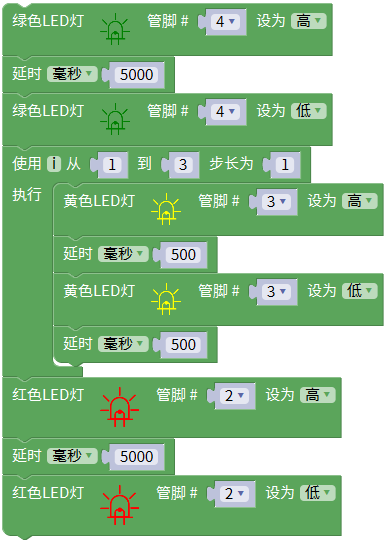 绿色LED灯 管脚 # 4 设为 高
延时 毫秒 5000
绿色LED灯 管脚 # 4 设为 低
使用 i 从 1 到 3 步长为 1
执行
黄色LED灯 管脚 # 3 设为 高
延时 毫秒 500
黄色LED灯 管脚 # 3 设为 低
延时 毫秒 500
红色LED灯 管脚 # 2 设为 高
延时 毫秒 5000
红色LED灯 管脚 # 2 设为 低